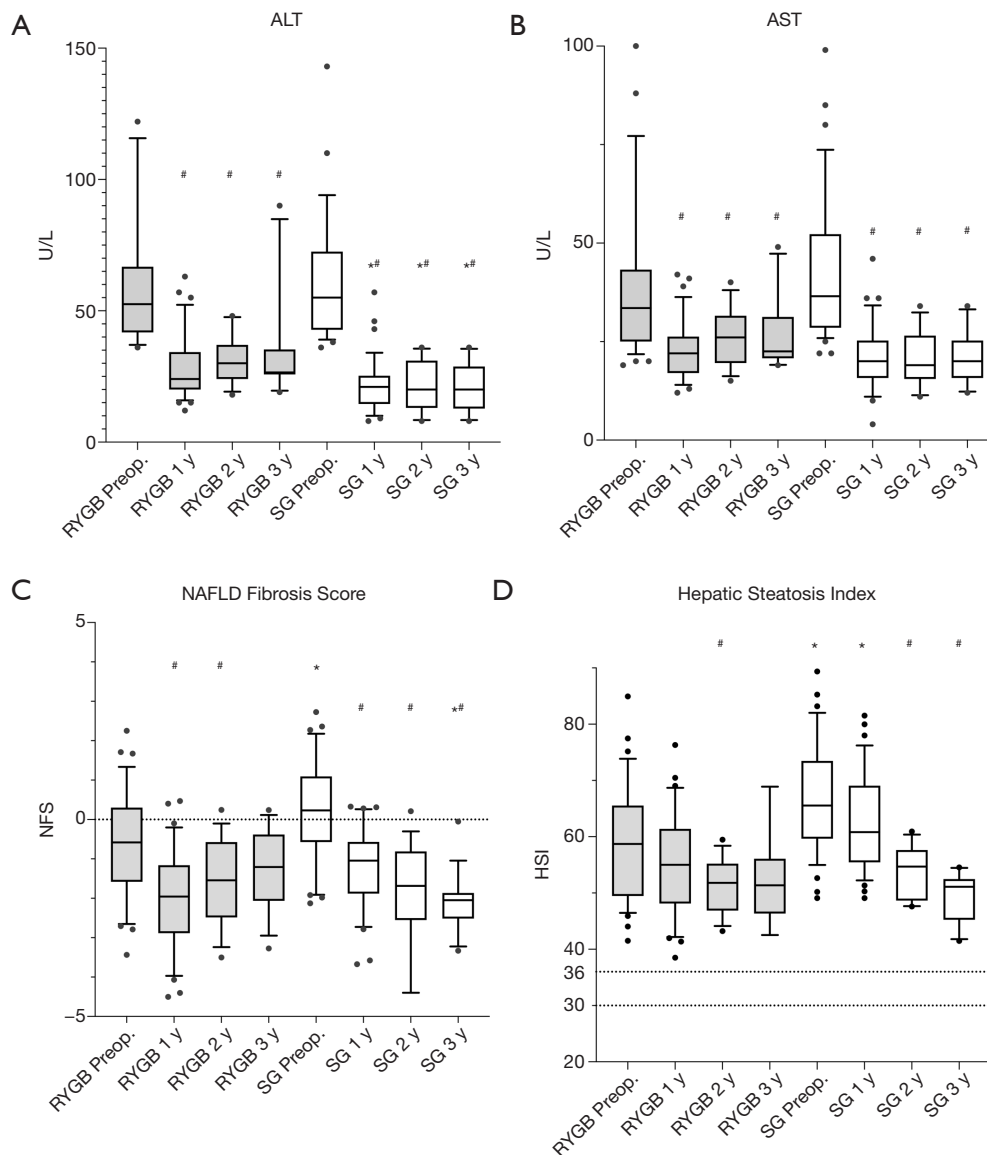 A
ALT
150
100
50
0
U/L
# # # *# *# *#
RYGB Preop.
RYGB 1 y
RYGB 2 y
RYGB 3 y
SG Preop.
SG 1 y
SG 2 y
SG 3 y
B
AST
100
50
0
U/L
# # # # # #
RYGB Preop.
RYGB 1 y
RYGB 2 y
RYGB 3 y
SG Preop.
SG 1 y
SG 2 y
SG 3 y
C
NAFLD Fibrosis Score
5
0
–5
NFS
# # * # # *#
RYGB Preop.
RYGB 1 y
RYGB 2 y
RYGB 3 y
SG Preop.
SG 1 y
SG 2 y
SG 3 y
D
Hepatic Steatosis Index
80
60
40
36
30
20
HSI
# * * # #
RYGB Preop.
RYGB 1 y
RYGB 2 y
RYGB 3 y
SG Preop.
SG 1 y
SG 2 y
SG 3 y